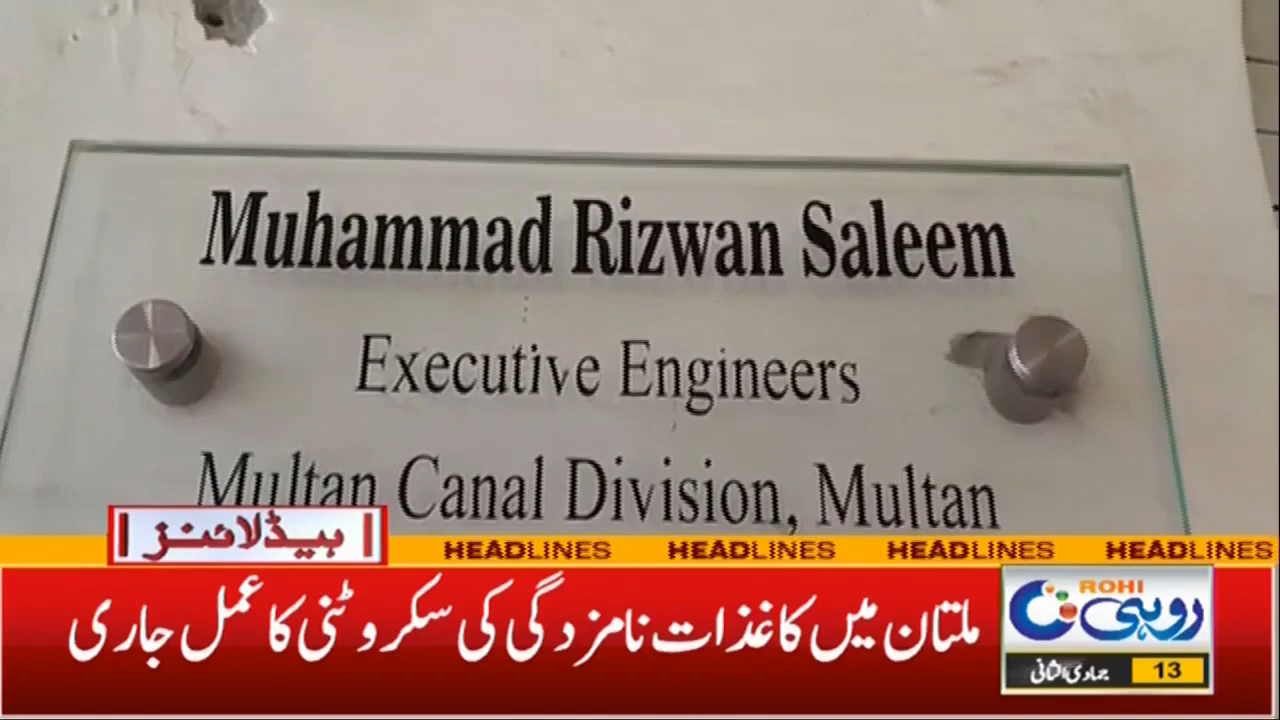 Muhammad Rizwan Saleem
Executive Engineers
Multan Canal Division, Multan
ہیڈلائنز
HEADLINES HEADLINES HEADLINES HEADLINES
ملتان میں کاغذات نامزدگی کی سکروٹنی کا عمل جاری
ROHI
روہی
جمادی الثانی 13